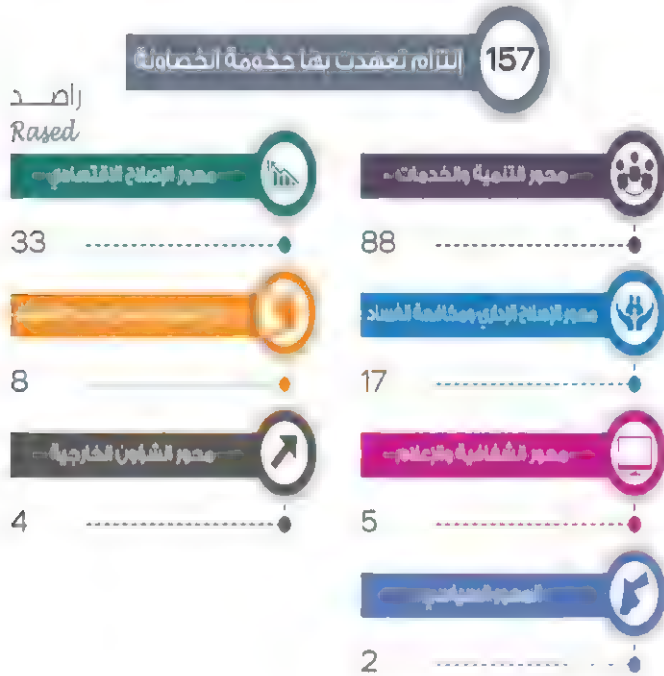 157 إلتزام تعهدت بها حكومة الخصاونة
راصد
Rased
محور التنمية والخدمات
88
محور الإصلاح الاقتصادي
33
محور الإصلاح الإداري ومكافحة الفساد
17
8
محور الشفافية والإعلام
5
محور الشؤون الخارجية
4
المحور السياسي
2